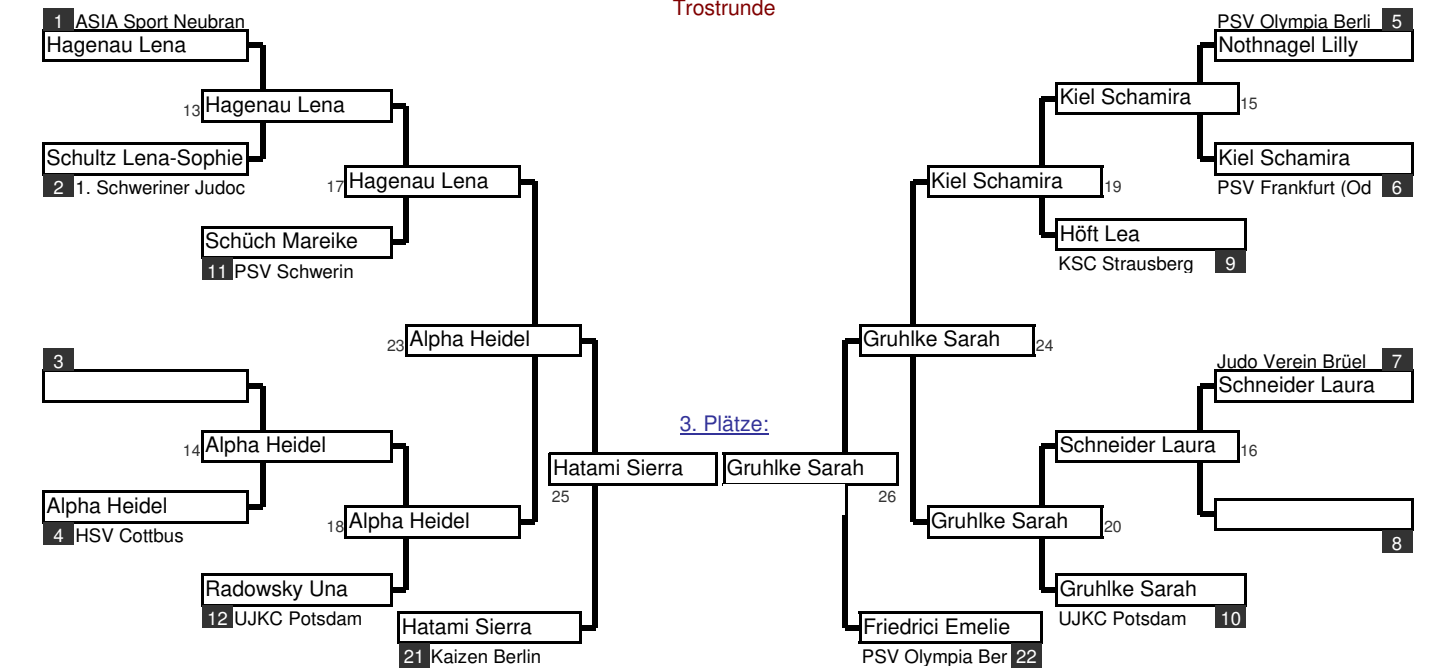 Trostrunde
1 ASIA Sport Neubran
Hagenau Lena
13 Hagenau Lena
Schultz Lena-Sophie
2 1. Schweriner Judoc
17 Hagenau Lena
Schüch Mareike
11 PSV Schwerin
23 Alpha Heidel
3
14 Alpha Heidel
Alpha Heidel
4 HSV Cottbus
18 Alpha Heidel
Radowsky Una
12 UJKC Potsdam
Hatami Sierra
21 Kaizen Berlin
3. Plätze:
Hatami Sierra
25
Gruhlke Sarah
26
PSV Olympia Berli 5
Nothnagel Lilly
Kiel Schamira 15
Kiel Schamira
PSV Frankfurt (Od 6
Kiel Schamira 19
Höft Lea
KSC Strausberg 9
Gruhlke Sarah 24
Judo Verein Brüel 7
Schneider Laura
Schneider Laura 16
8
Gruhlke Sarah 20
Gruhlke Sarah
UJKC Potsdam 10
Friedrici Emelie
PSV Olympia Ber 22